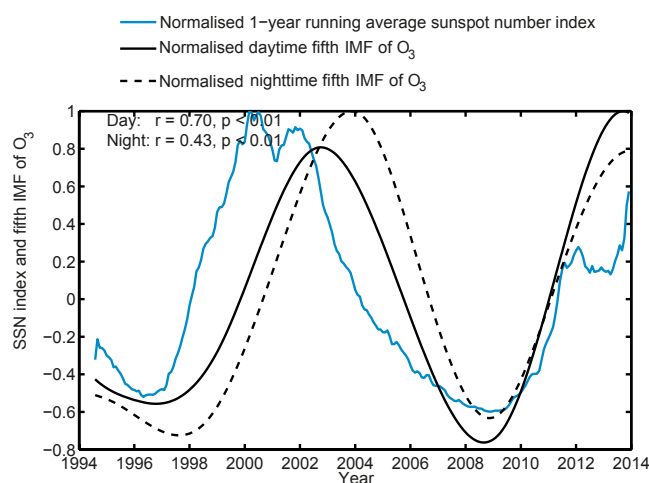 Normalised 1−year running average sunspot number index
Normalised daytime fifth IMF of O3
Normalised nighttime fifth IMF of O3
Day: r = 0.70, p < 0.01
Night: r = 0.43, p < 0.01
SSN index and fifth IMF of O3
1
0.8
0.6
0.4
0.2
0
−0.2
−0.4
−0.6
−0.8
1994 1996 1998 2000 2002 2004 2006 2008 2010 2012 2014
Year